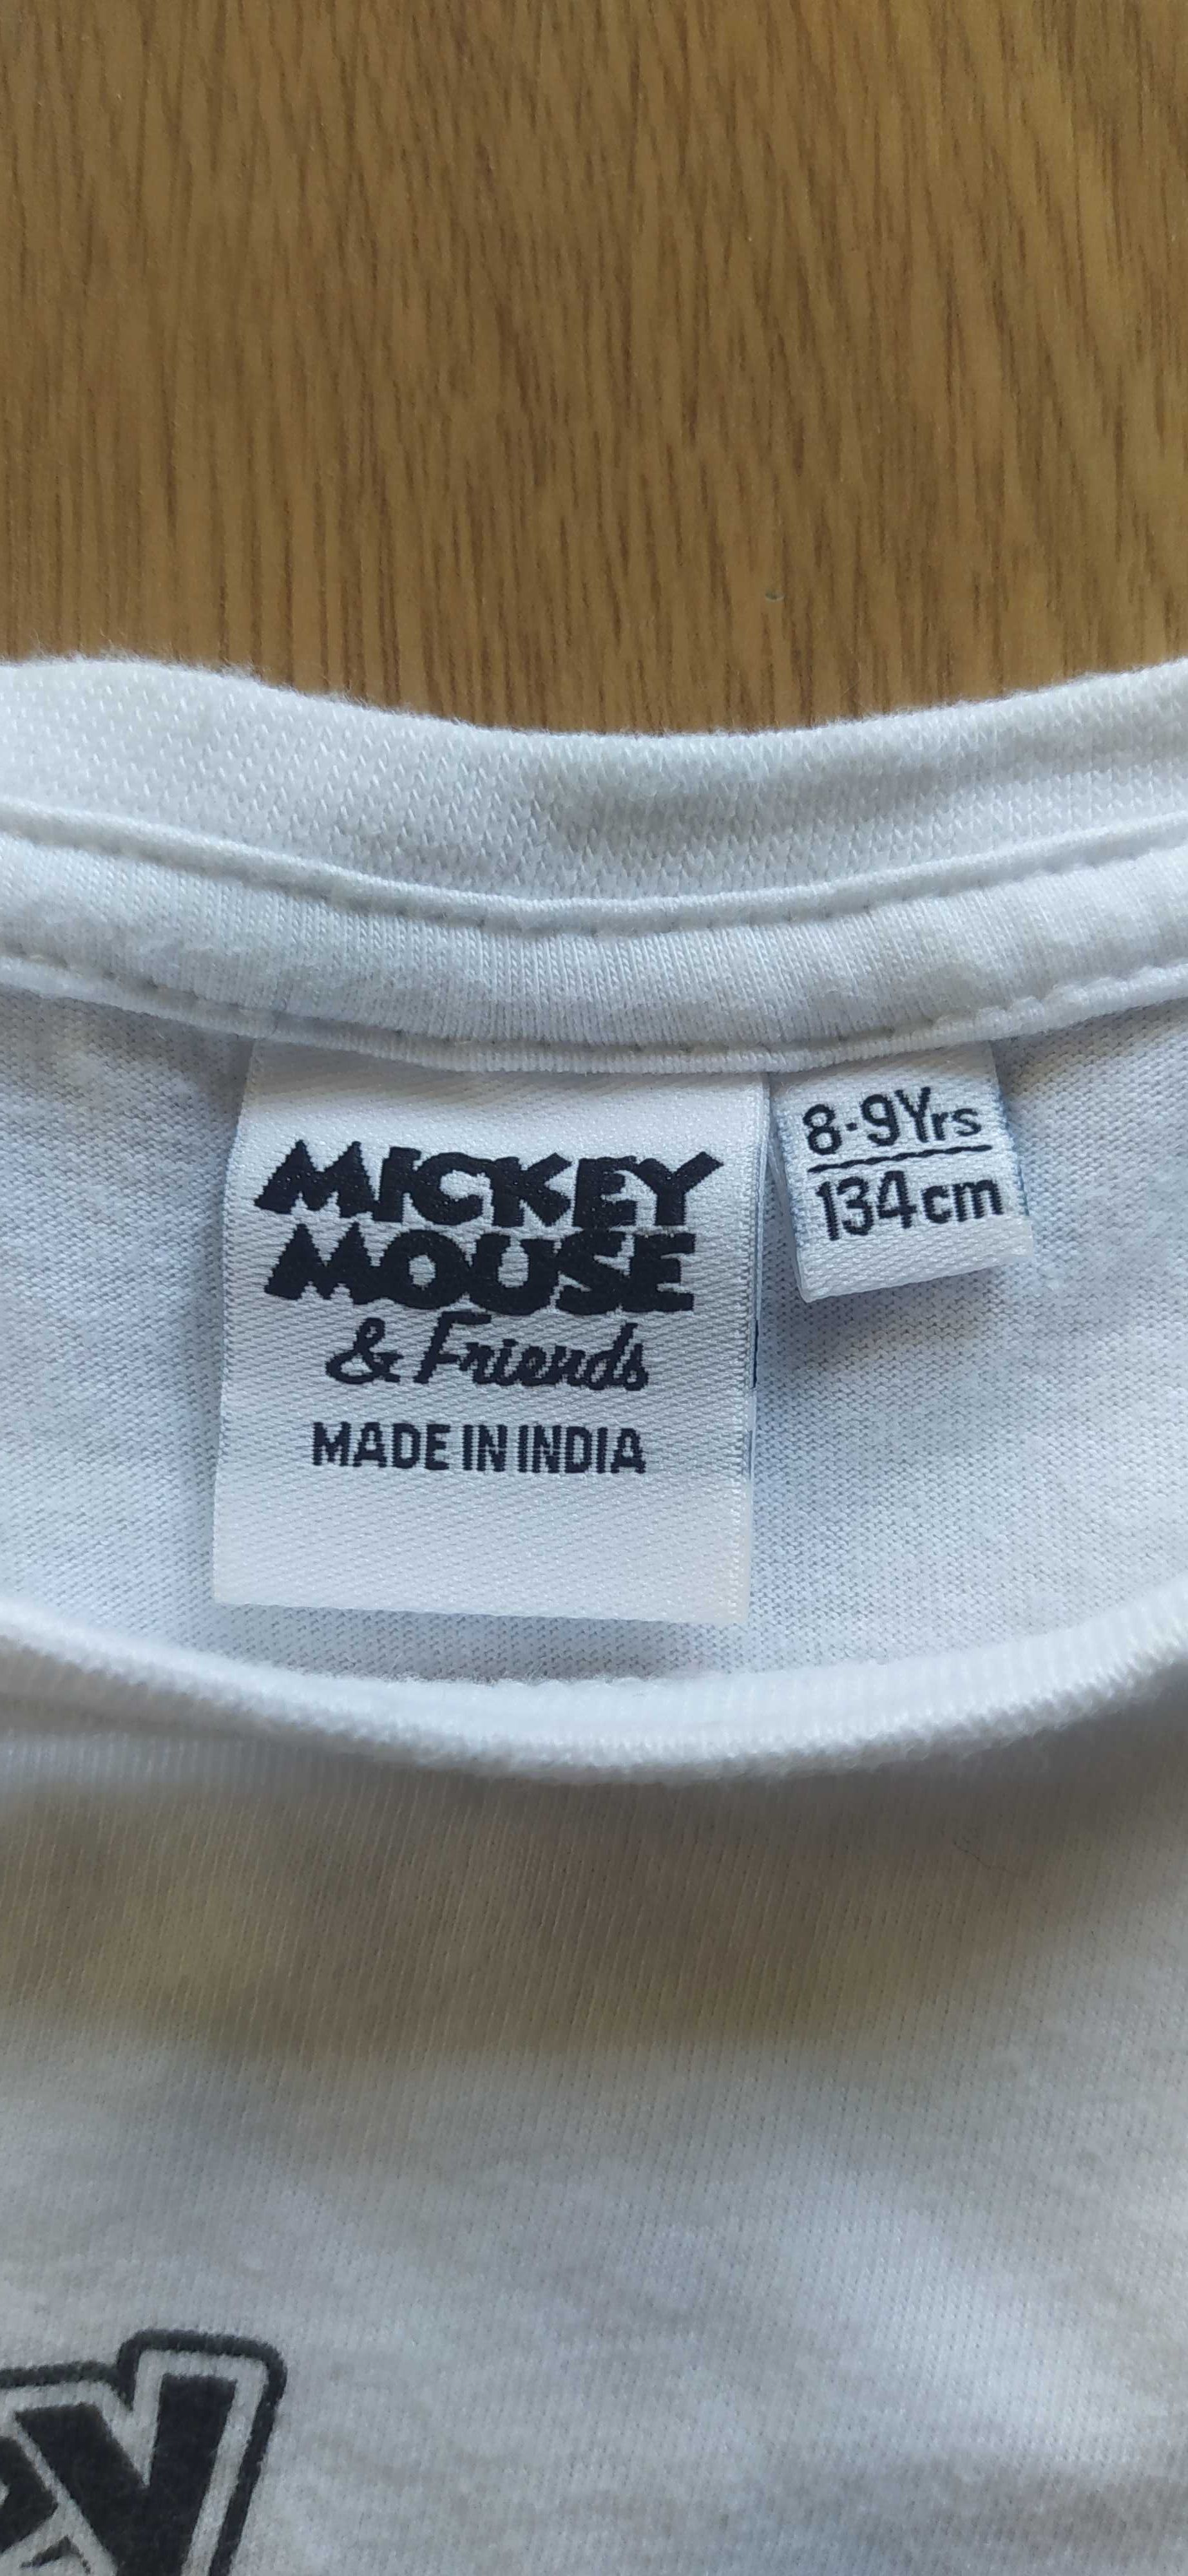 MICKEY
MOUSE
& Friends
MADE IN INDIA
8-9Yrs
134cm